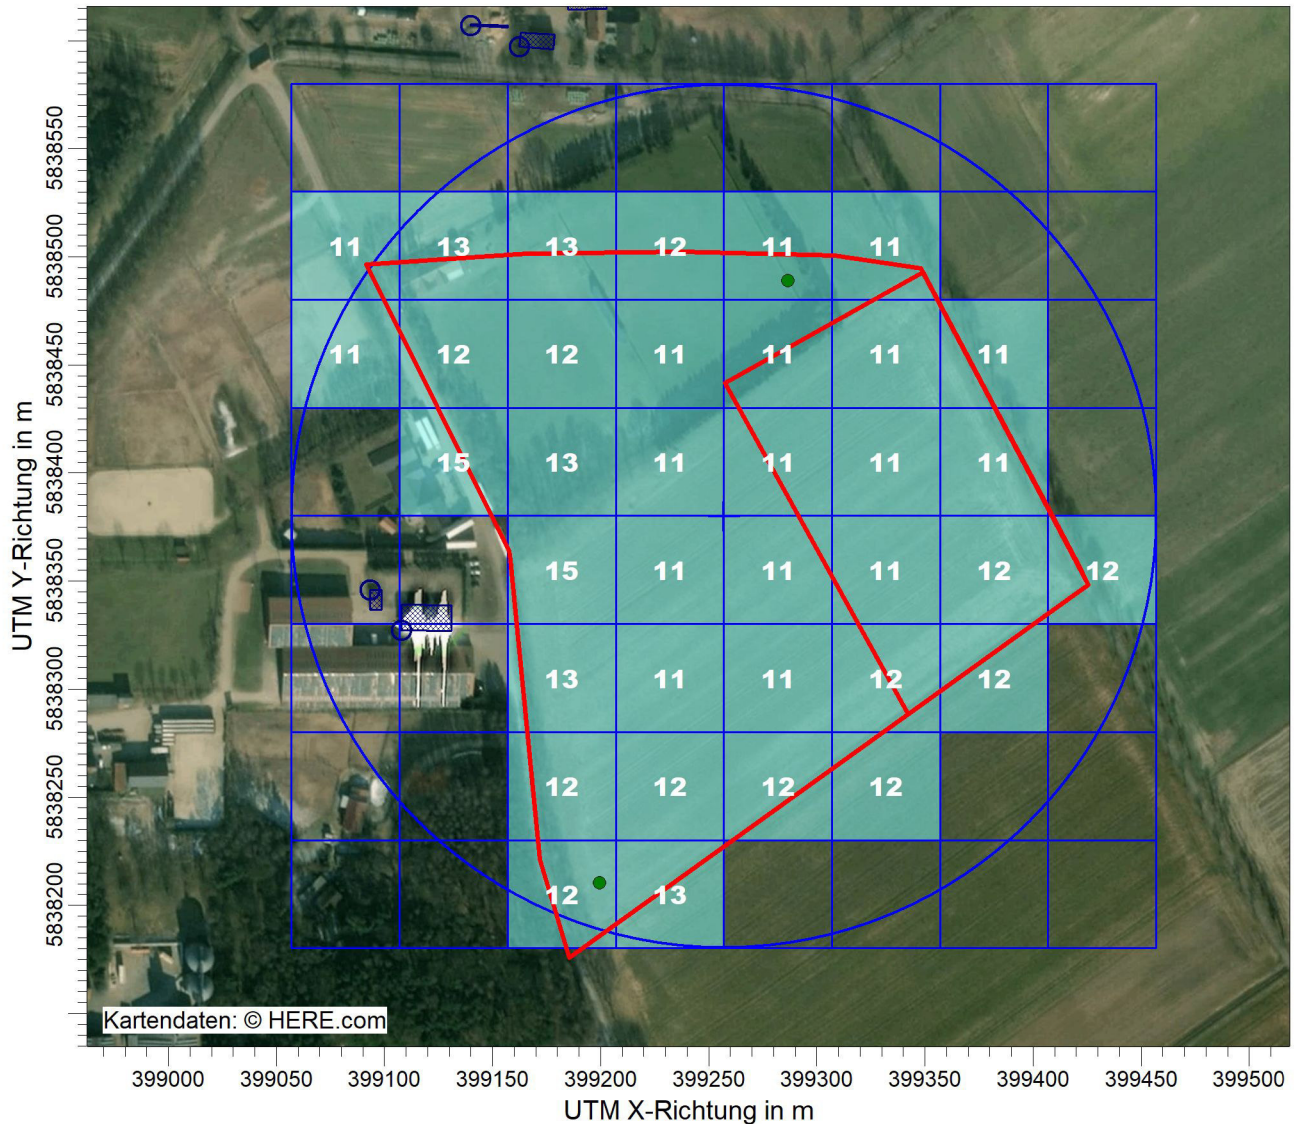 5838550
5838500
5838450
5838400
5838350
5838300
5838250
5838200
UTM Y-Richtung in m
11 13 13 12 11 11
11 12 12 11 11 11 11
15 13 11 11 11 11
15 11 11 11 12 12
13 11 11 12 12
12 12 12 12
12 13
Kartendaten: © HERE.com
399000 399050 399100 399150 399200 399250 399300 399350 399400 399450 399500
UTM X-Richtung in m